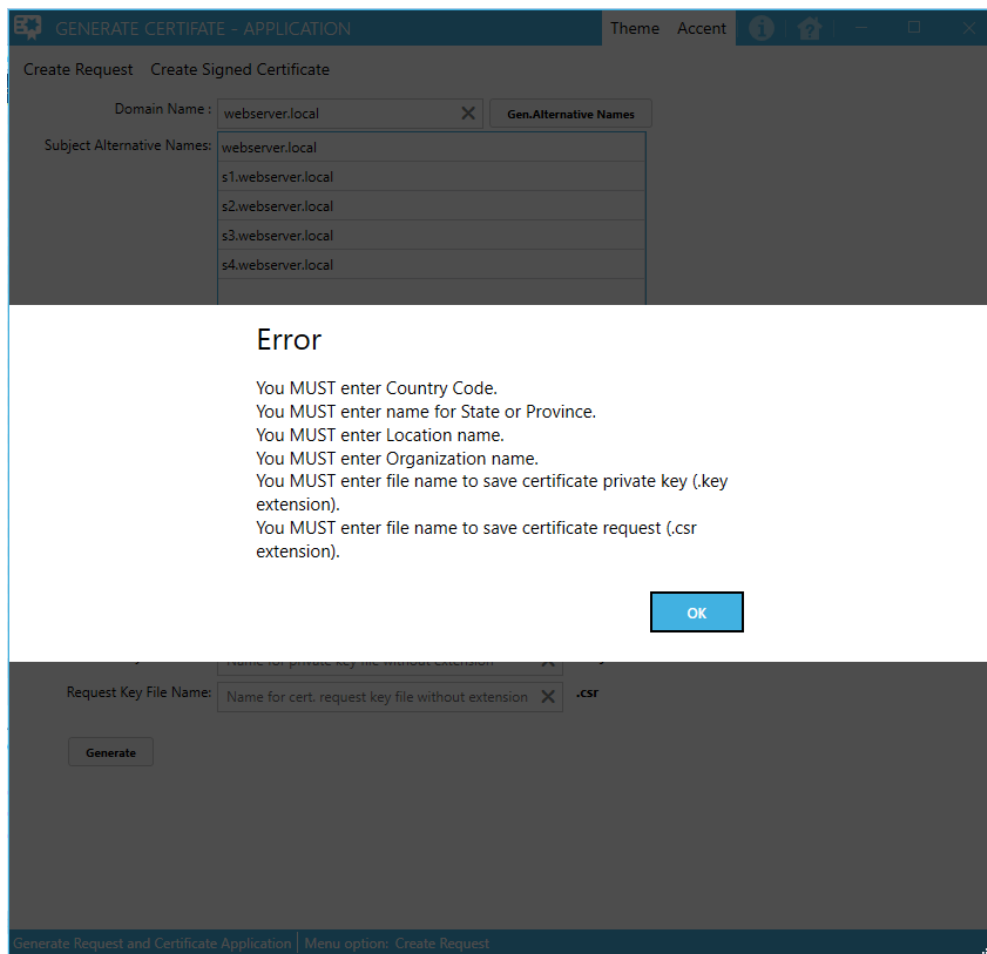 GENERATE CERTIFATE - APPLICATION
Theme Accent
Create Request Create Signed Certificate
Domain Name : webserver.local Gen.Alternative Names
Subject Alternative Names: webserver.local
s1.webserver.local
s2.webserver.local
s3.webserver.local
s4.webserver.local
Error
You MUST enter Country Code.
You MUST enter name for State or Province.
You MUST enter Location name.
You MUST enter Organization name.
You MUST enter file name to save certificate private key (.key
extension).
You MUST enter file name to save certificate request (.csr
extension).
OK
Name for private key file without extension
Request Key File Name: Name for cert. request key file without extension .csr
Generate
Generate Request and Certificate Application Menu option: Create Request